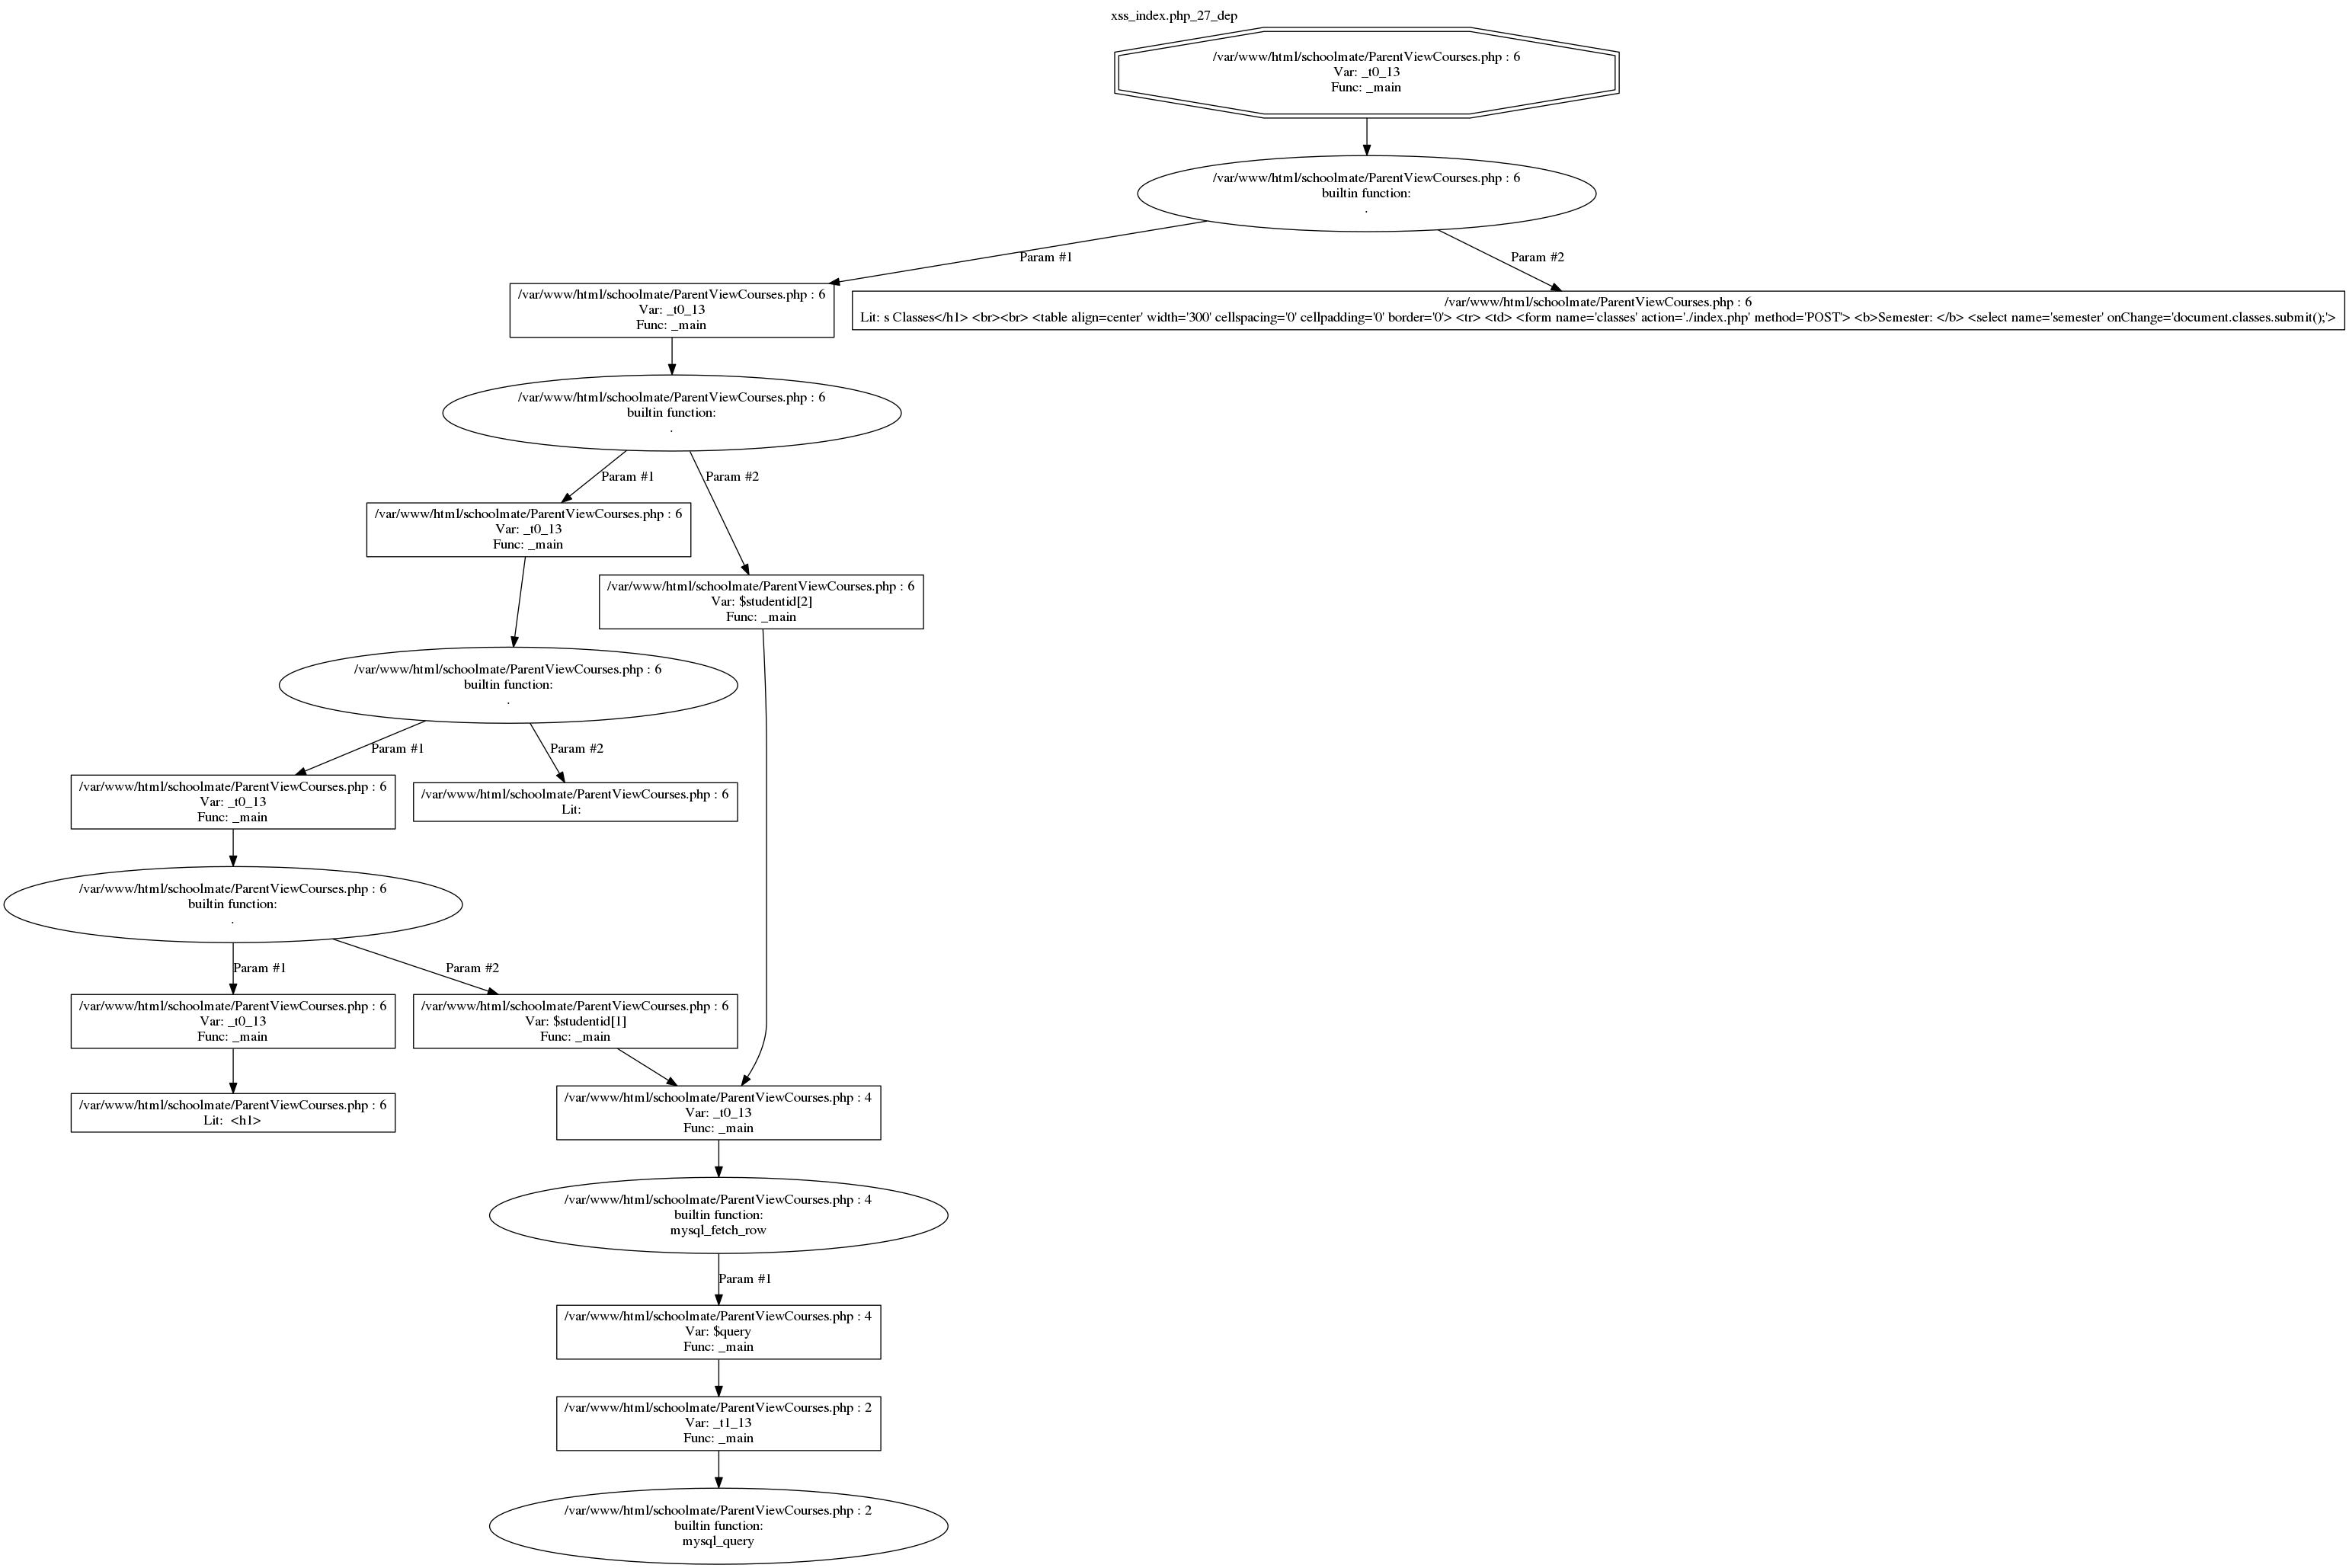 xss_index.php_27_dep
/var/www/html/schoolmate/ParentViewCourses.php : 6
Var: _t0_13
Func: _main
/var/www/html/schoolmate/ParentViewCourses.php : 6
builtin function:
.
Param #1
Param #2
/var/www/html/schoolmate/ParentViewCourses.php : 6
Var: _t0_13
Func: _main
/var/www/html/schoolmate/ParentViewCourses.php : 6
Lit: s Classes</h1> <br><br> <table align=center' width='300' cellspacing='0' cellpadding='0' border='0'> <tr> <td> <form name='classes' action='./index.php' method='POST'> <b>Semester: </b> <select name='semester' onChange='document.classes.submit();'>
/var/www/html/schoolmate/ParentViewCourses.php : 6
builtin function:
.
Param #1
Param #2
/var/www/html/schoolmate/ParentViewCourses.php : 6
Var: _t0_13
Func: _main
/var/www/html/schoolmate/ParentViewCourses.php : 6
Var: $studentid[2]
Func: _main
/var/www/html/schoolmate/ParentViewCourses.php : 6
builtin function:
.
Param #1
Param #2
/var/www/html/schoolmate/ParentViewCourses.php : 6
Var: _t0_13
Func: _main
/var/www/html/schoolmate/ParentViewCourses.php : 6
Lit:
/var/www/html/schoolmate/ParentViewCourses.php : 6
builtin function:
.
Param #1
Param #2
/var/www/html/schoolmate/ParentViewCourses.php : 6
Var: _t0_13
Func: _main
/var/www/html/schoolmate/ParentViewCourses.php : 6
Var: $studentid[1]
Func: _main
/var/www/html/schoolmate/ParentViewCourses.php : 6
Lit: <h1>
/var/www/html/schoolmate/ParentViewCourses.php : 4
Var: _t0_13
Func: _main
/var/www/html/schoolmate/ParentViewCourses.php : 4
builtin function:
mysql_fetch_row
Param #1
/var/www/html/schoolmate/ParentViewCourses.php : 4
Var: $query
Func: _main
/var/www/html/schoolmate/ParentViewCourses.php : 2
Var: _t1_13
Func: _main
/var/www/html/schoolmate/ParentViewCourses.php : 2
builtin function:
mysql_query